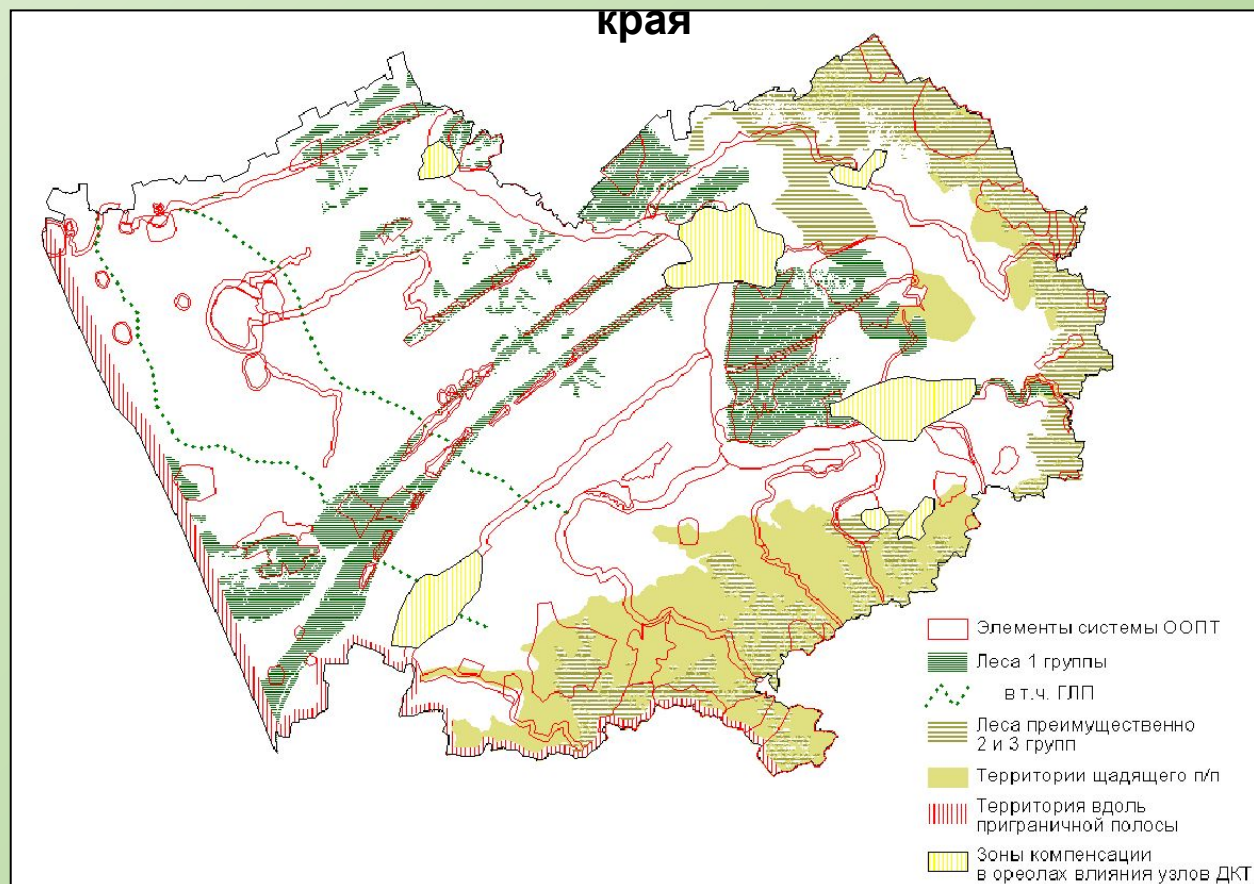 края
Элементы системы ООПТ
Леса 1 группы
в т.ч. ГЛП
Леса преимущественно
2 и 3 групп
Территории щадящего п/п
Территория вдоль
приграничной полосы
Зоны компенсации
в ореолах влияния узлов ДКТ